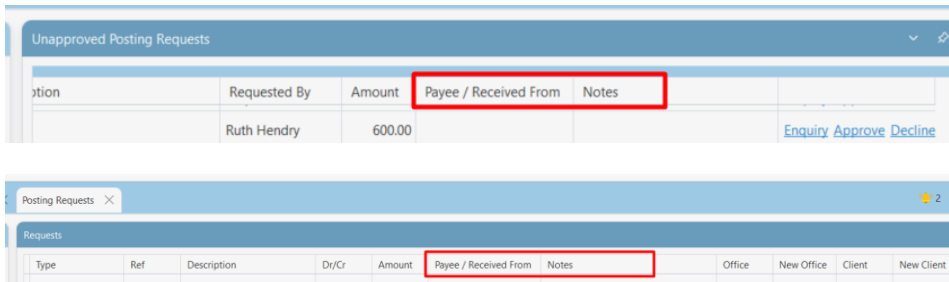 Unapproved Posting Requests
ption Requested By Amount Payee / Received From Notes
Ruth Hendry 600.00 Enquiry Approve Decline
Posting Requests 2
Requests
Type Ref Description Dr/Cr Amount Payee / Received From Notes Office New Office Client New Client